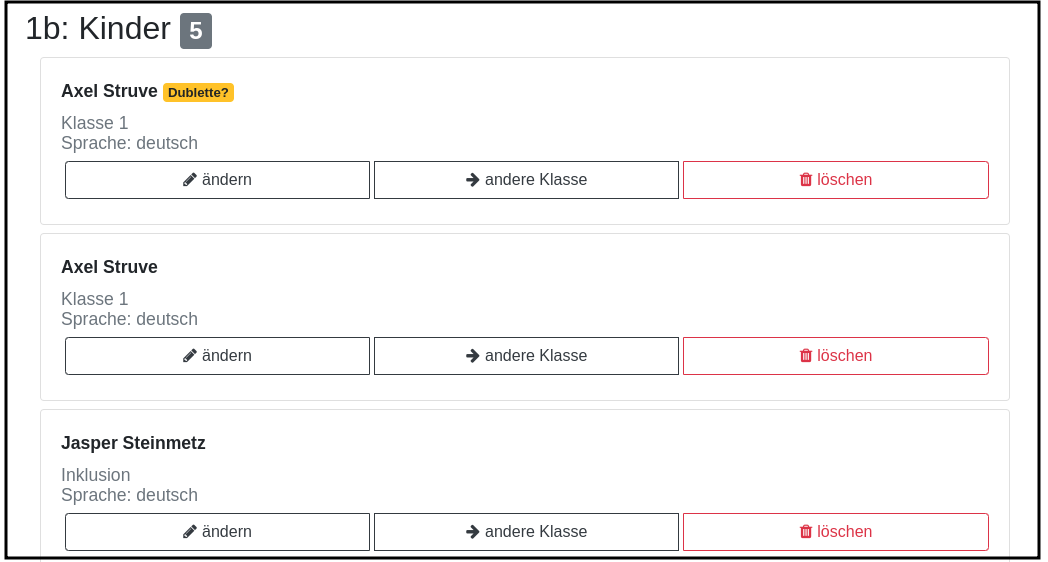 1b: Kinder 5
Axel Struve Dublette?
Klasse 1
Sprache: deutsch
ändern andere Klasse löschen
Axel Struve
Klasse 1
Sprache: deutsch
ändern andere Klasse löschen
Jasper Steinmetz
Inklusion
Sprache: deutsch
ändern andere Klasse löschen